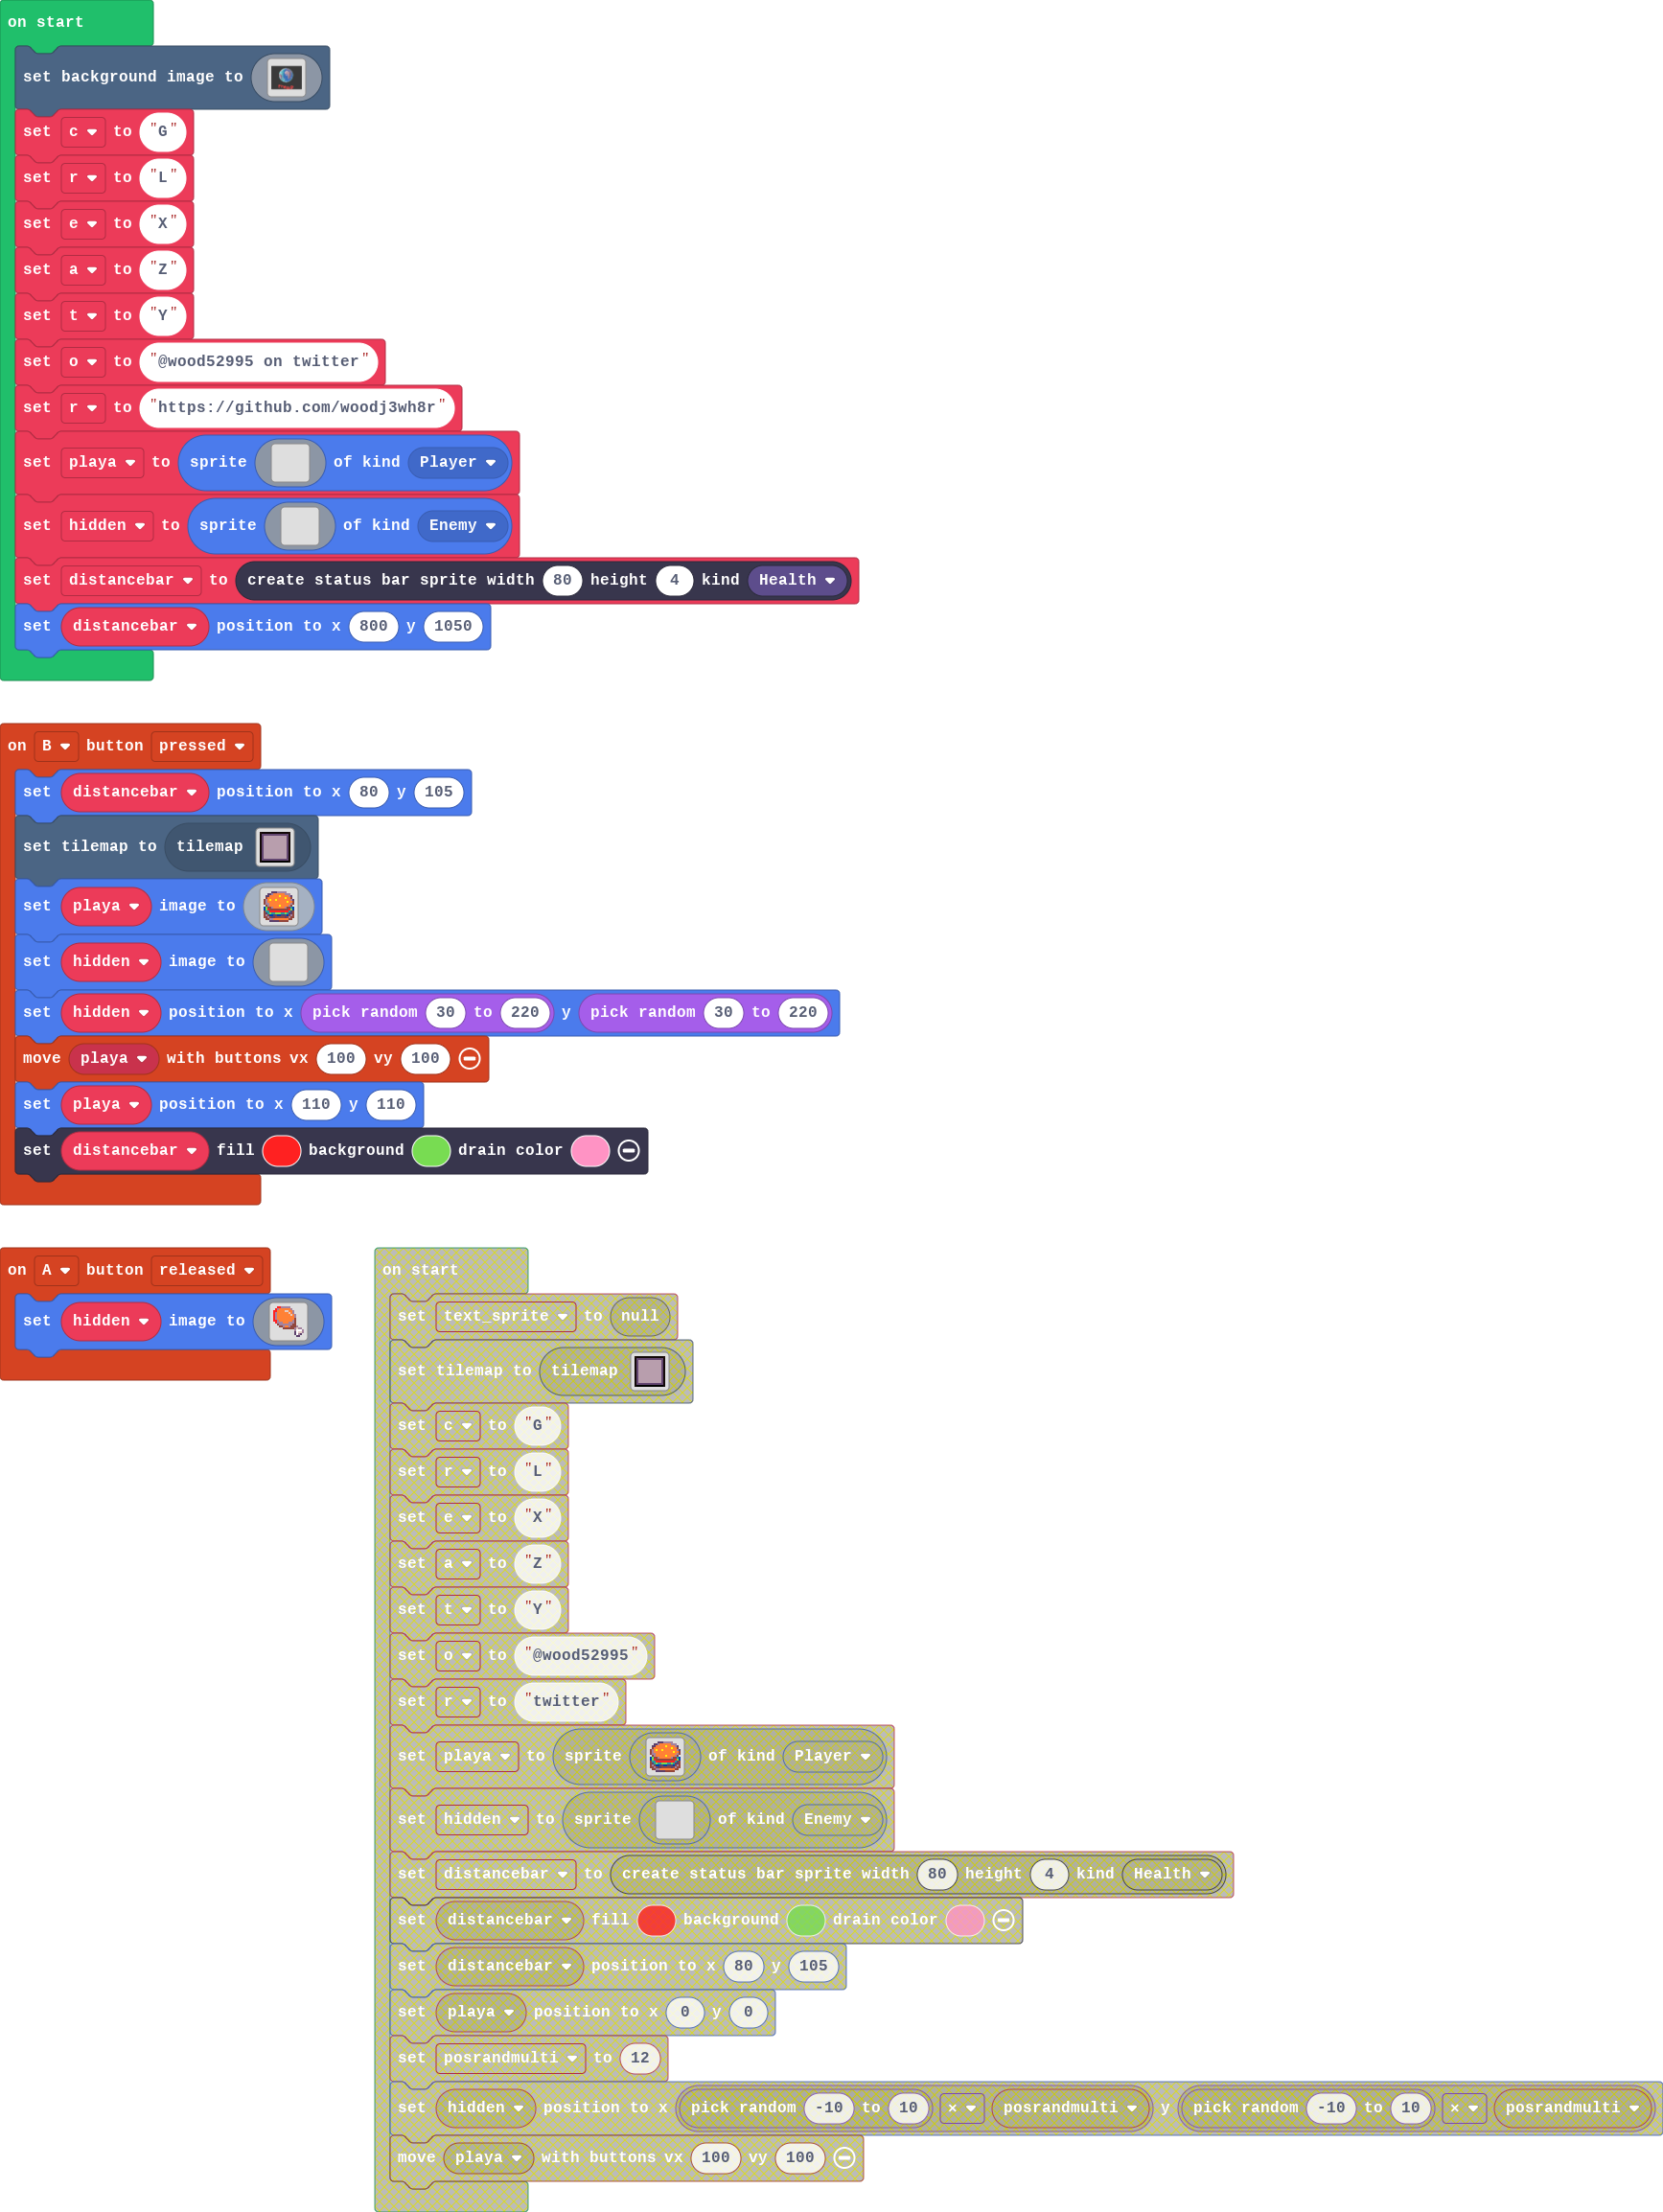 on start
set background image to
set c to "G"
set r to "L"
set e to "X"
set a to "Z"
set t to "Y"
set o to "@wood52995 on twitter"
set r to "https://github.com/woodj3wh8r"
set playa to sprite of kind Player
set hidden to sprite of kind Enemy
set distancebar to create status bar sprite width 80 height 4 kind Health
set distancebar position to x 800 y 1050
on B button pressed
set distancebar position to x 80 y 105
set tilemap to tilemap
set playa image to
set hidden image to
set hidden position to x pick random 30 to 220 y pick random 30 to 220
move playa with buttons vx 100 vy 100
set playa position to x 110 y 110
set distancebar fill background drain color
on A button released
set hidden image to
on start
set text_sprite to null
set tilemap to tilemap
set c to "G"
set r to "L"
set e to "X"
set a to "Z"
set t to "Y"
set o to "@wood52995"
set r to "twitter"
set playa to sprite of kind Player
set hidden to sprite of kind Enemy
set distancebar to create status bar sprite width 80 height 4 kind Health
set distancebar fill background drain color
set distancebar position to x 80 y 105
set playa position to x 0 y 0
set posrandmulti to 12
set hidden position to x pick random -10 to 10 × posrandmulti y pick random -10 to 10 × posrandmulti
move playa with buttons vx 100 vy 100